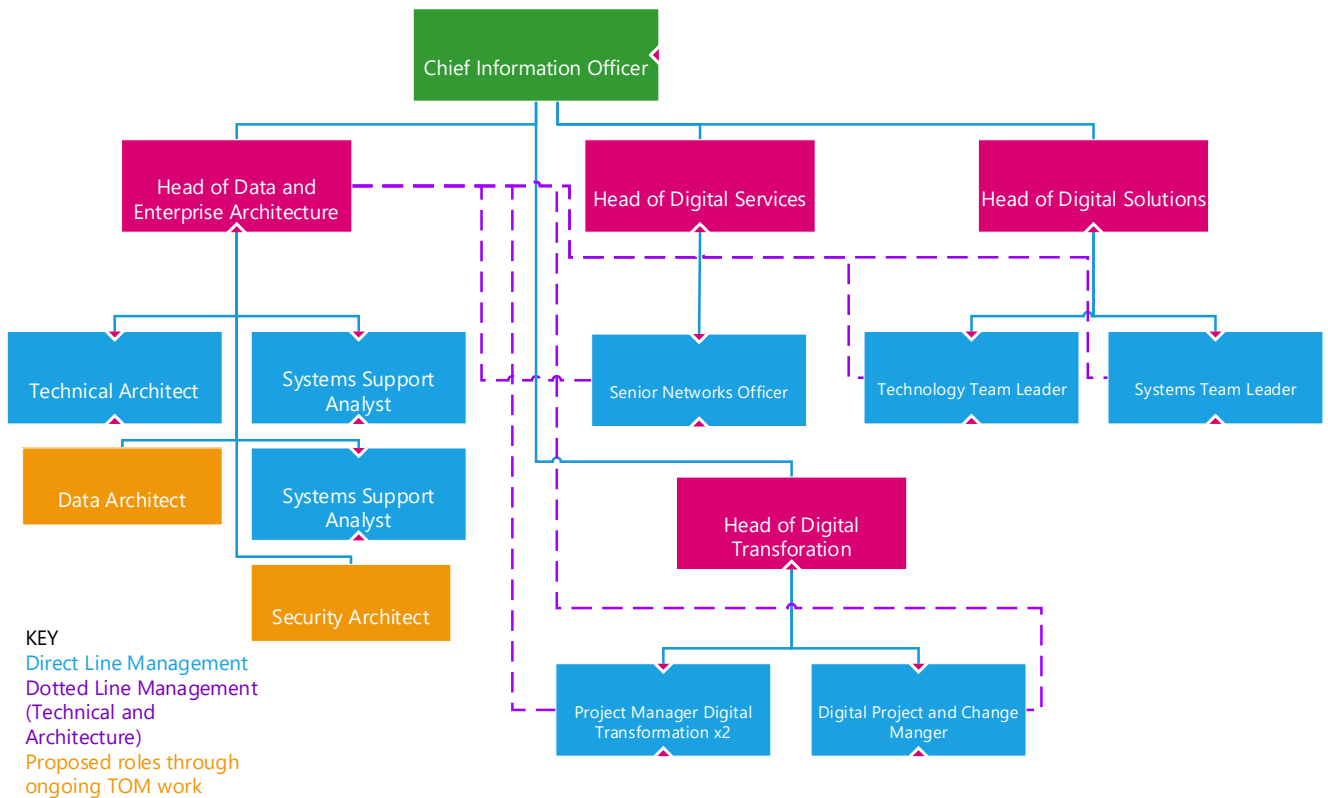 Chief Information Officer
Head of Data and
Enterprise Architecture
Head of Digital Services
Head of Digital Solutions
Technical Architect
Systems Support
Analyst
Senior Networks Officer
Technology Team Leader
Systems Team Leader
Data Architect
Systems Support
Analyst
Head of Digital
Transforation
Security Architect
KEY
Direct Line Management
Dotted Line Management
(Technical and
Architecture)
Proposed roles through
ongoing TOM work
Project Manager Digital
Transformation x2
Digital Project and Change
Manger